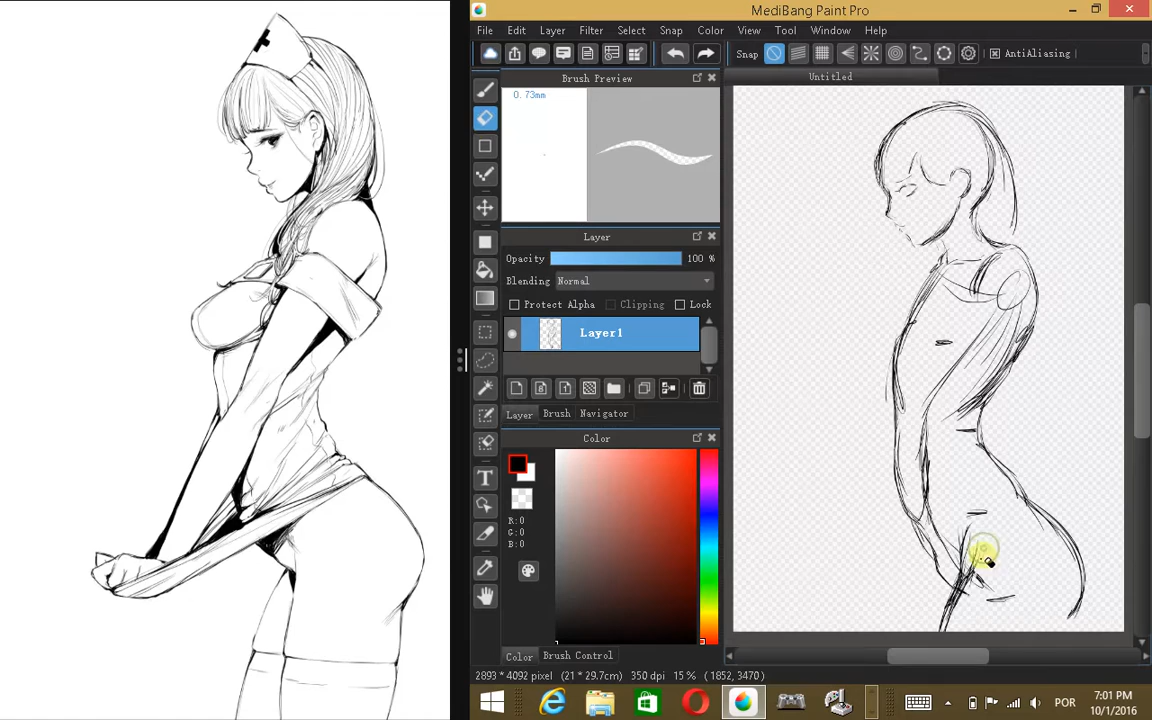 MediBang Paint Pro
File Edit Layer Filter Select Snap Color View Tool Window Help
Snap AntiAliasing
Brush Preview
Untitled
0.73mm
Layer
Opacity 100 %
Blending Normal
Protect Alpha Clipping Lock
Layer1
8 1
Layer Brush Navigator
Color
T
R:0
G:0
B:0
Color Brush Control
2893 * 4092 pixel (21 * 29.7cm) 350 dpi 15 % (1852, 3470)
POR
7:01 PM
10/1/2016